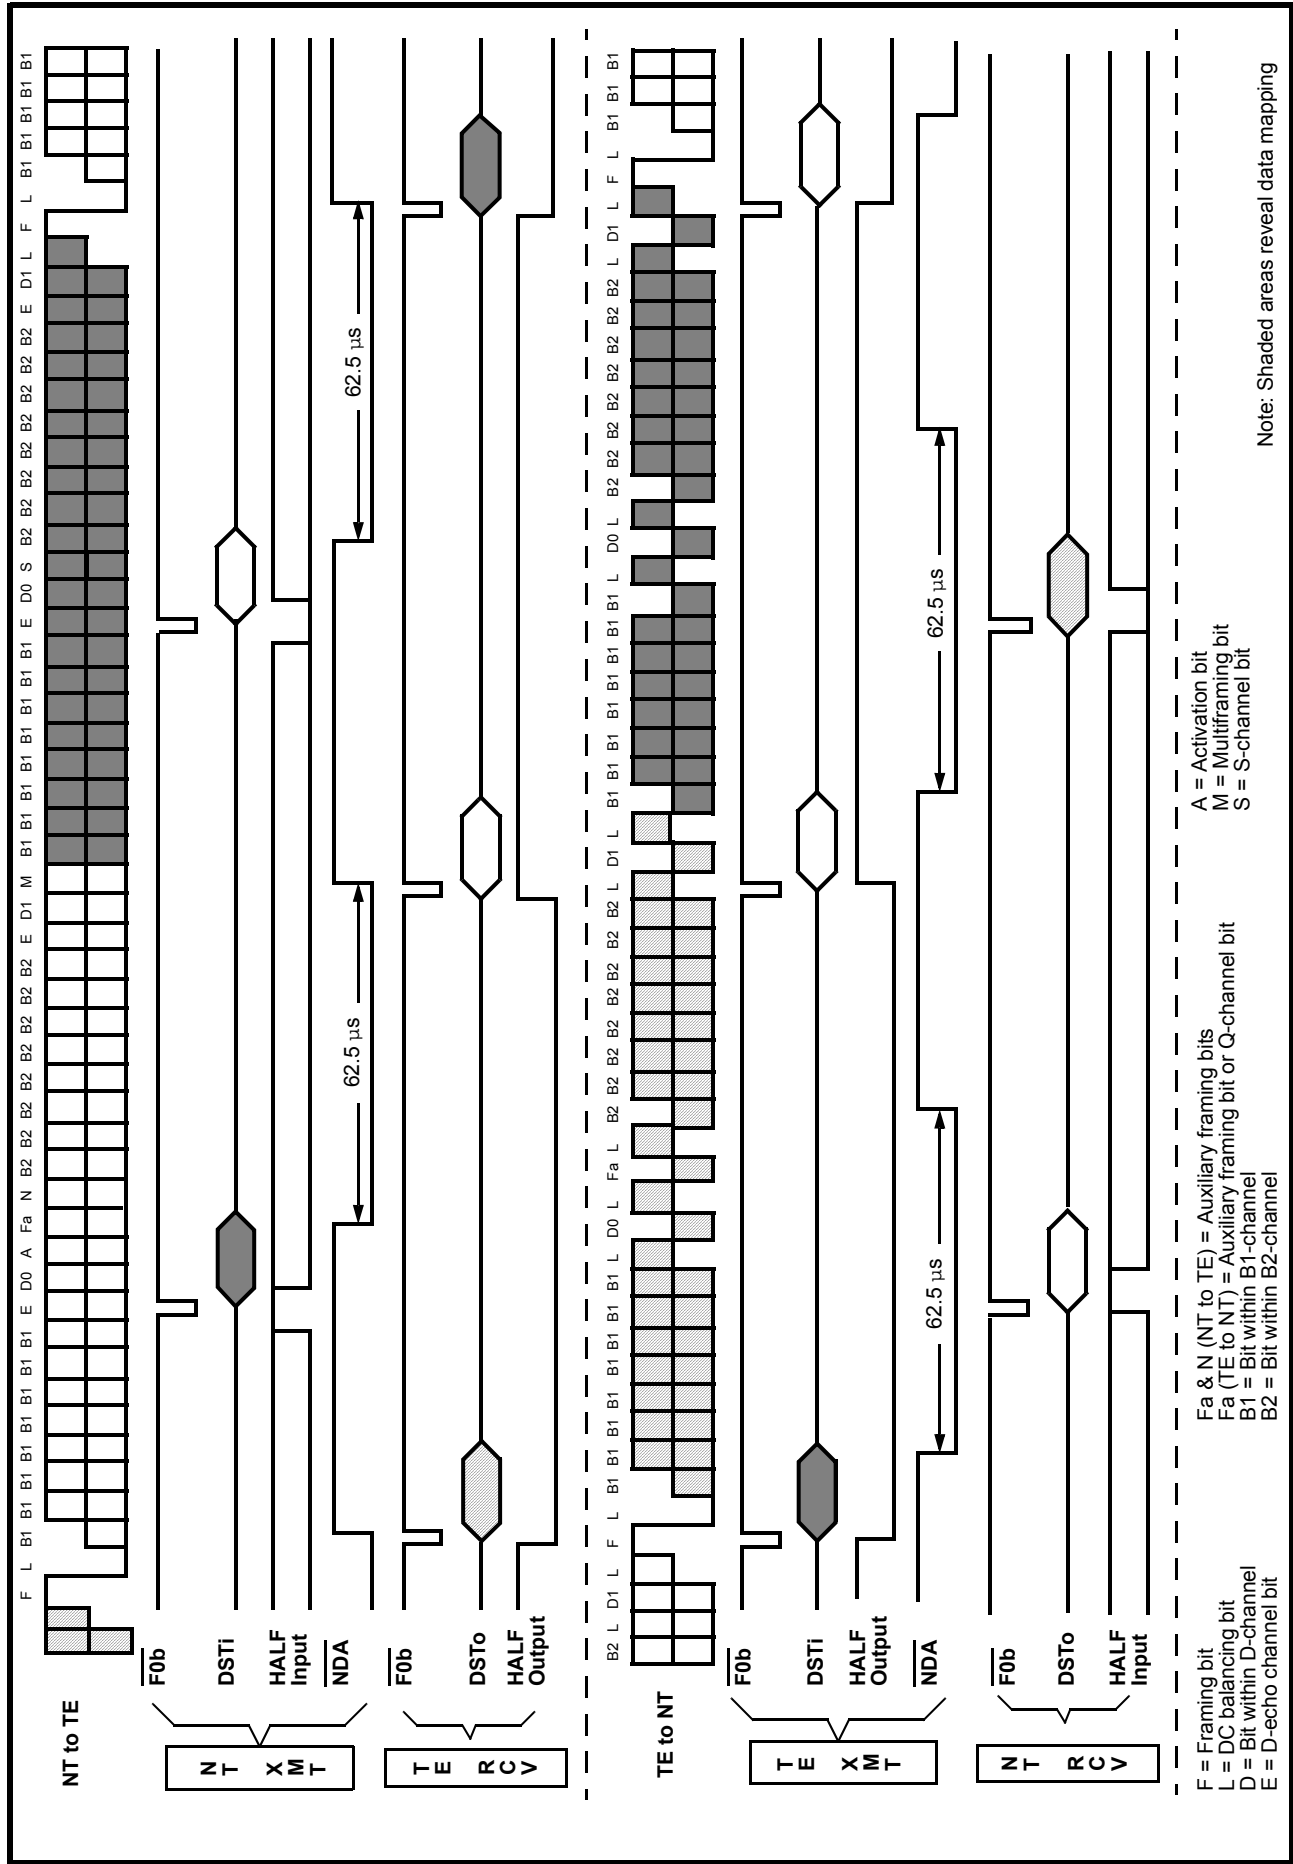 NT to TE
F L B1 B1 B1 B1 B1 B1 B1 B1 E D0 A Fa N B2 B2 B2 B2 B2 B2 B2 B2 E D1 M B1 B1 B1 B1 B1 B1 B1 B1 E D0 S B2 B2 B2 B2 B2 B2 B2 B2 E D1 L F L B1 B1 B1 B1 B1
NT XMT
F0b
DSTi
HALF
Input
NDA
62.5 µs 62.5 µs
TE RCV
F0b
DSTo
HALF
Output
TE to NT
B2 L D1 L F L B1 B1 B1 B1 B1 B1 B1 B1 L D0 L Fa L B2 B2 B2 B2 B2 B2 B2 B2 L D1 L B1 B1 B1 B1 B1 B1 B1 B1 L D0 L B2 B2 B2 B2 B2 B2 B2 B2 L D1 L F L B1 B1 B1
TE XMT
F0b
DSTi
HALF
Output
NDA
62.5 µs 62.5 µs
NT RCV
F0b
DSTo
HALF
Input
F = Framing bit
L = DC balancing bit
D = Bit within D-channel
E = D-echo channel bit
Fa & N (NT to TE) = Auxiliary framing bits
Fa (TE to NT) = Auxiliary framing bit or Q-channel bit
B1 = Bit within B1-channel
B2 = Bit within B2-channel
A = Activation bit
M = Multiframing bit
S = S-channel bit
Note: Shaded areas reveal data mapping